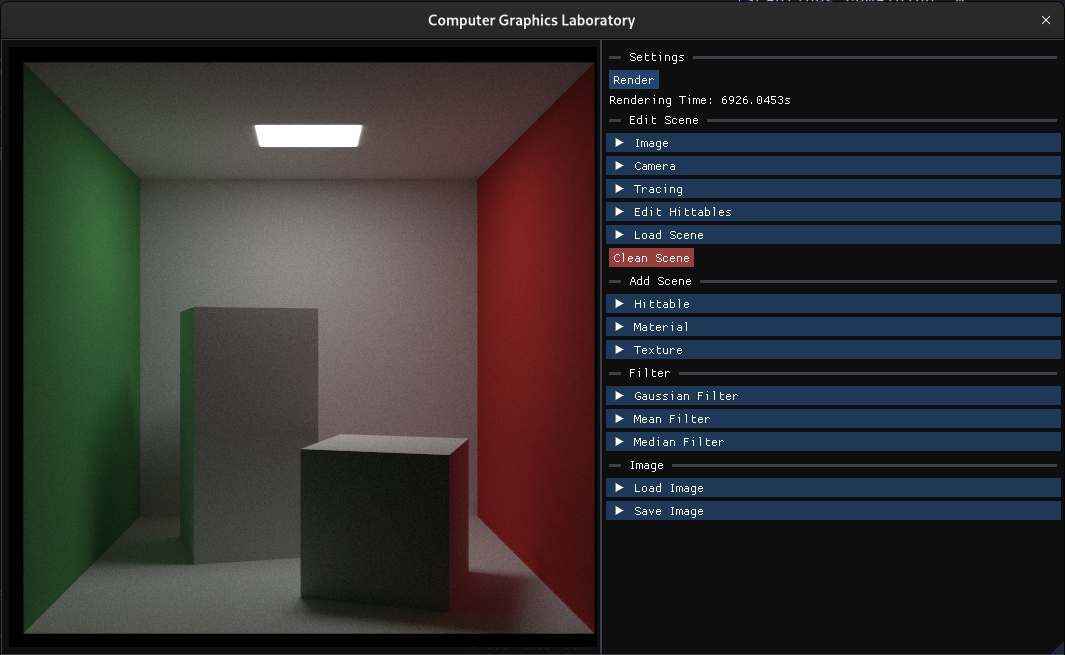 Computer Graphics Laboratory
Settings
Render
Rendering Time: 6926.0453s
Edit Scene
Image
Camera
Tracing
Edit Hittables
Load Scene
Clean Scene
Add Scene
Hittable
Material
Texture
Filter
Gaussian Filter
Mean Filter
Median Filter
Image
Load Image
Save Image